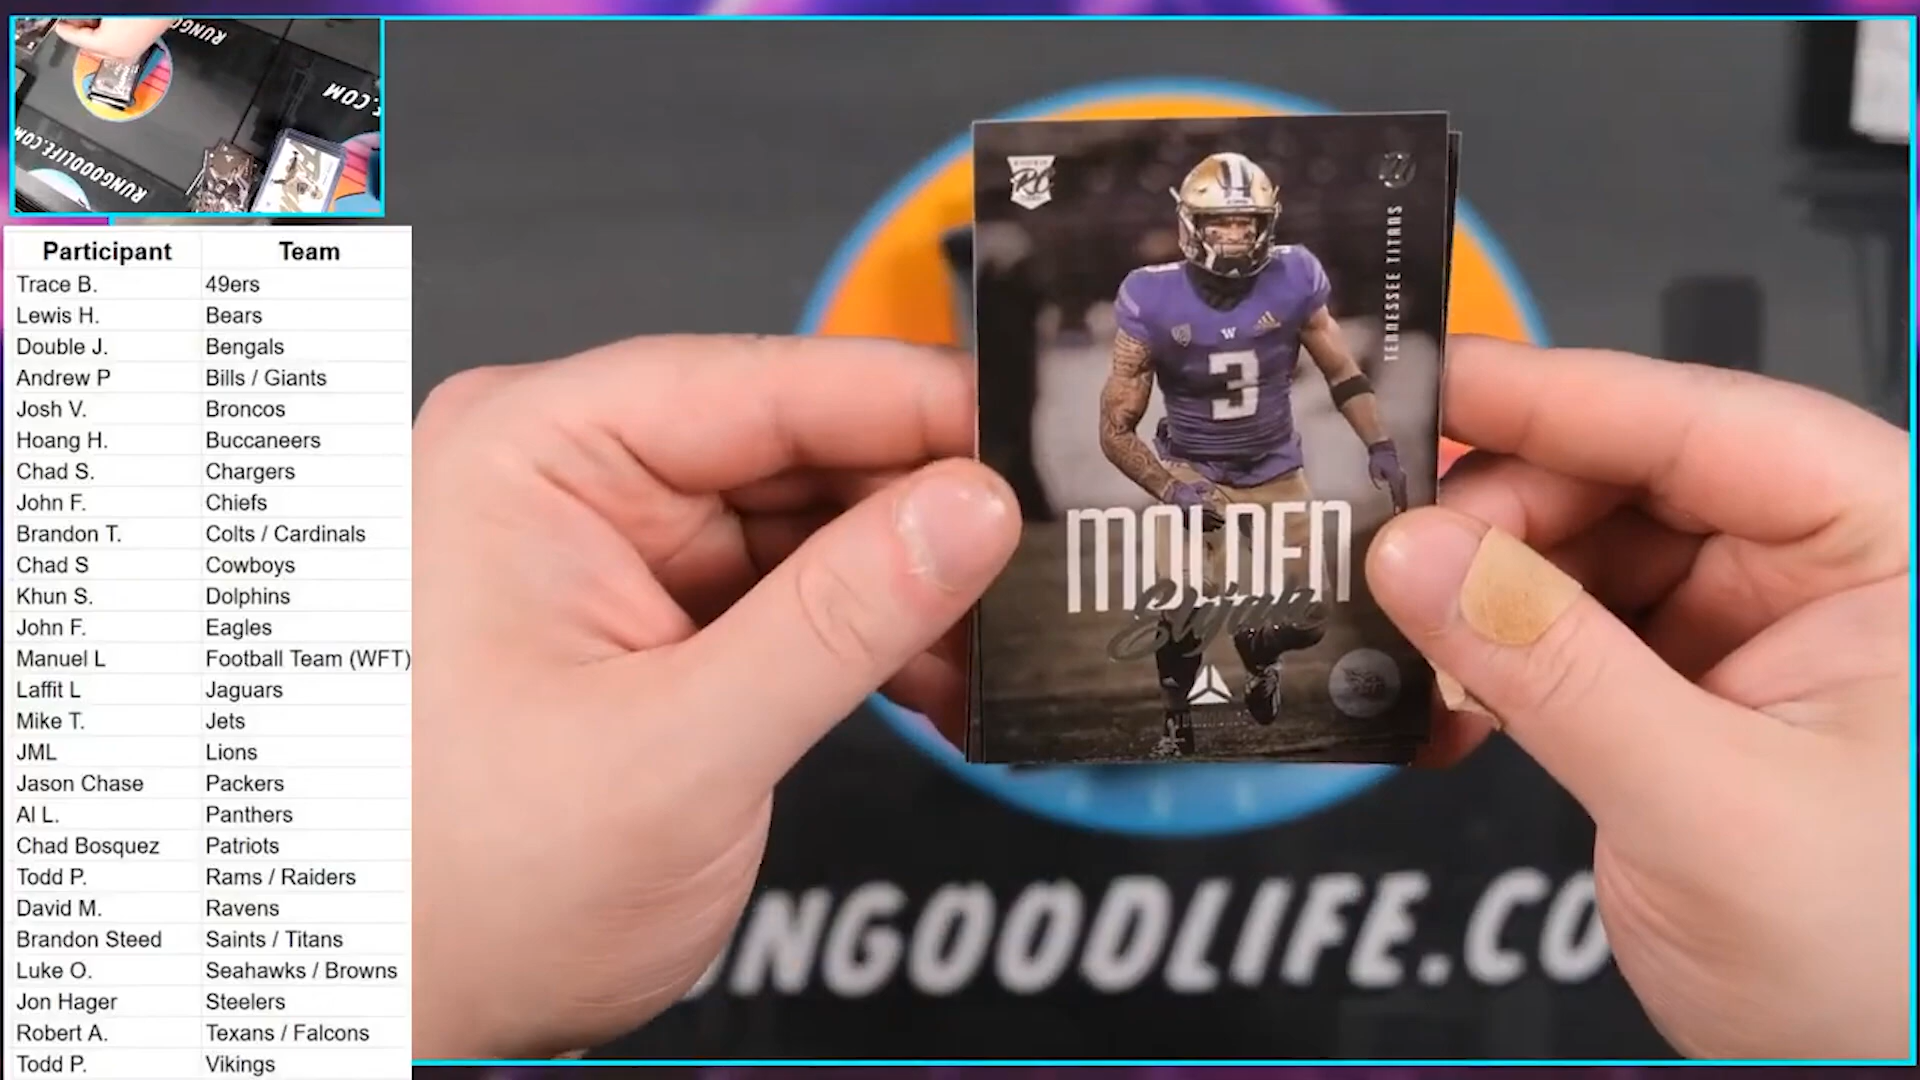 RUNGOODLIFE.COM
Participant Team
Trace B. 49ers
Lewis H. Bears
Double J. Bengals
Andrew P Bills / Giants
Josh V. Broncos
Hoang H. Buccaneers
Chad S. Chargers
John F. Chiefs
Brandon T. Colts / Cardinals
Chad S Cowboys
Khun S. Dolphins
John F. Eagles
Manuel L Football Team (WFT)
Laffit L Jaguars
Mike T. Jets
JML Lions
Jason Chase Packers
Al L. Panthers
Chad Bosquez Patriots
Todd P. Rams / Raiders
David M. Ravens
Brandon Steed Saints / Titans
Luke O. Seahawks / Browns
Jon Hager Steelers
Robert A. Texans / Falcons
Todd P. Vikings
RC
TENNESSEE TITANS
W
3
MOLDEN
Elijah
NGOODLIFE.CO